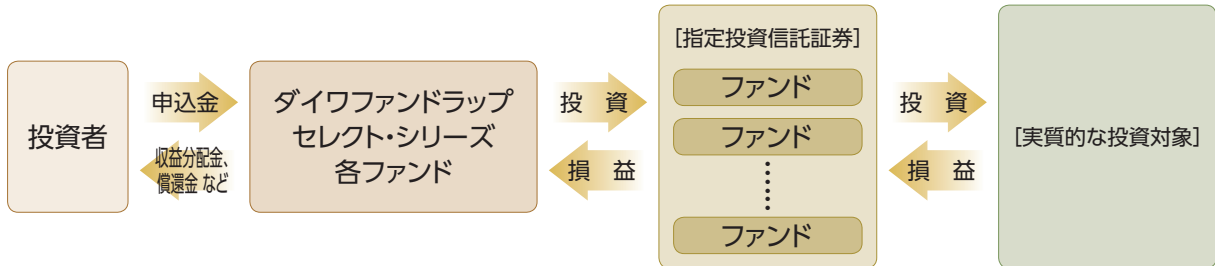 投資者
申込金
収益分配金、
償還金 など
ダイワファンドラップ
セレクト・シリーズ
各ファンド
投 資
損 益
[指定投資信託証券]
ファンド
ファンド
ファンド
投 資
損 益
[実質的な投資対象]